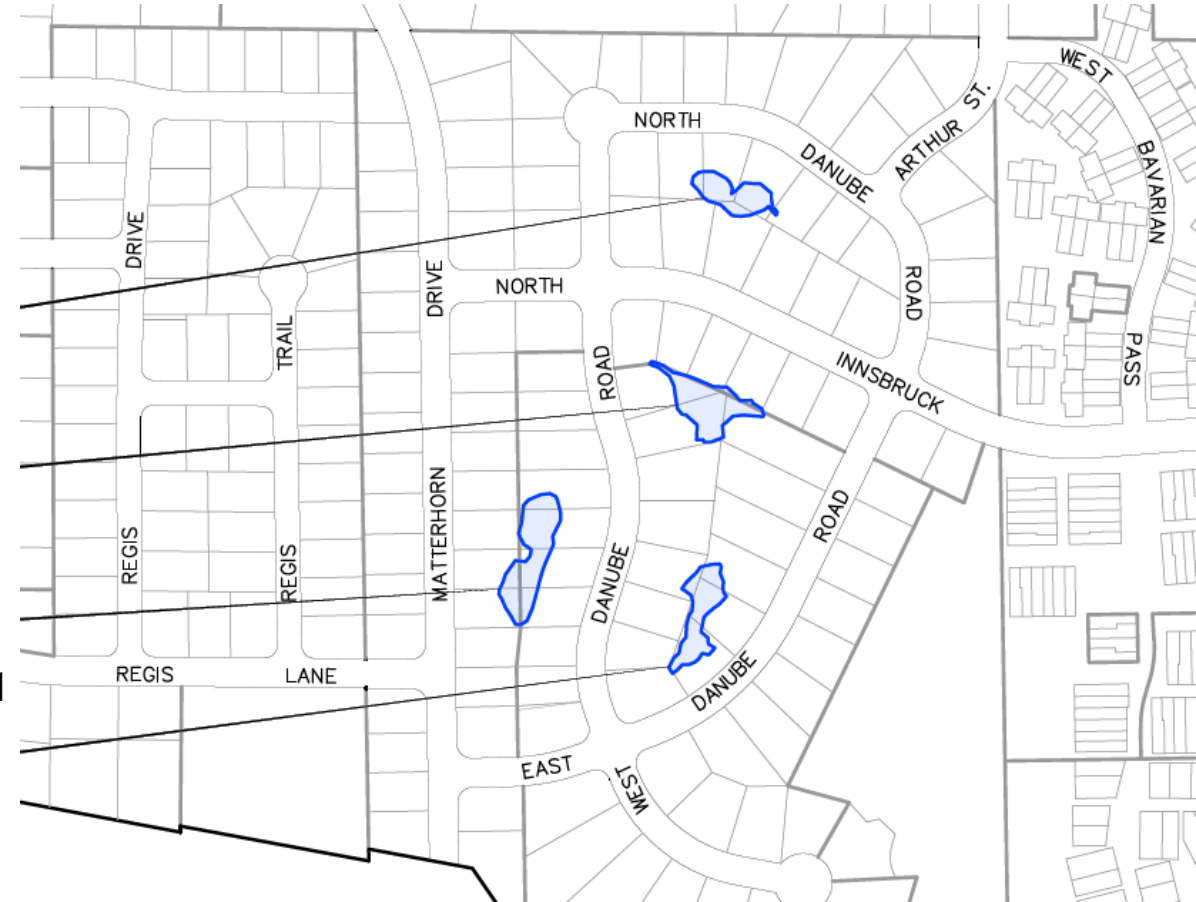 WEST
NORTH
ARTHUR ST.
DANUBE
BAVARIAN
DRIVE
DRIVE
NORTH
ROAD
TRAIL
ROAD
PASS
INNSBRUCK
MATTERHORN
ROAD
REGIS
REGIS
DANUBE
REGIS
LANE
DANUBE
EAST
WEST